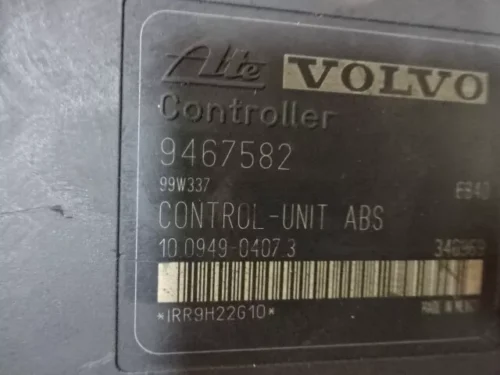 Ate VOLVO
Controller
9467582
99W337
CONTROL-UNIT ABS
10.0949-0407.3
*IRR9H22G10*